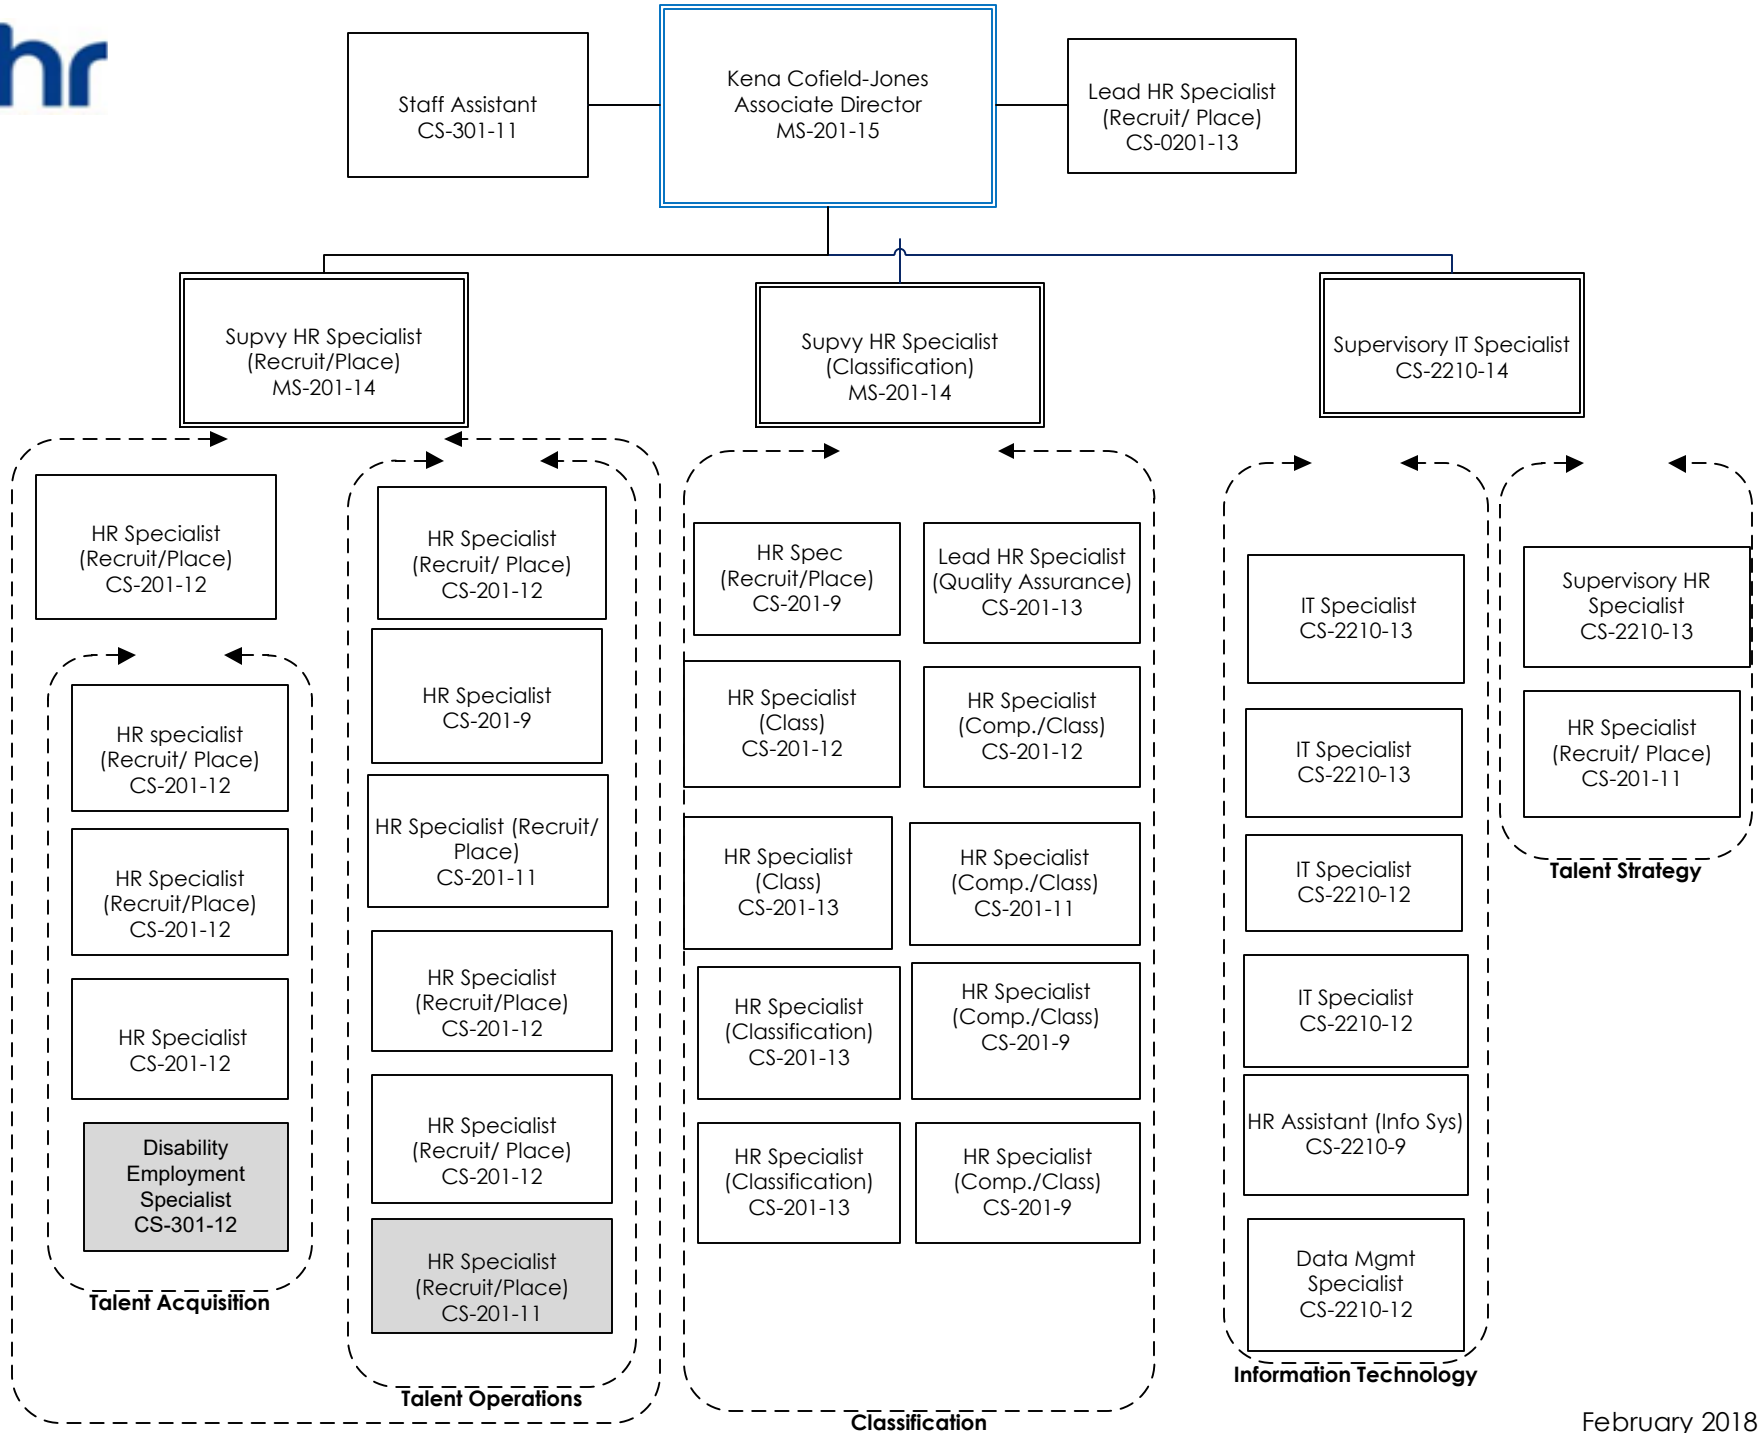 hr
Staff Assistant
CS-301-11
Kena Cofield-Jones
Associate Director
MS-201-15
Lead HR Specialist
(Recruit/ Place)
CS-0201-13
Supvy HR Specialist
(Recruit/Place)
MS-201-14
Supvy HR Specialist
(Classification)
MS-201-14
Supervisory IT Specialist
CS-2210-14
HR Specialist
(Recruit/Place)
CS-201-12
HR specialist
(Recruit/ Place)
CS-201-12
HR Specialist
(Recruit/Place)
CS-201-12
HR Specialist
CS-201-12
Disability
Employment
Specialist
CS-301-12
Talent Acquisition
HR Specialist
(Recruit/ Place)
CS-201-12
HR Specialist
CS-201-9
HR Specialist (Recruit/
Place)
CS-201-11
HR Specialist
(Recruit/Place)
CS-201-12
HR Specialist
(Recruit/ Place)
CS-201-12
HR Specialist
(Recruit/Place)
CS-201-11
Talent Operations
HR Spec
(Recruit/Place)
CS-201-9
Lead HR Specialist
(Quality Assurance)
CS-201-13
HR Specialist
(Class)
CS-201-12
HR Specialist
(Comp./Class)
CS-201-12
HR Specialist
(Class)
CS-201-13
HR Specialist
(Comp./Class)
CS-201-11
HR Specialist
(Classification)
CS-201-13
HR Specialist
(Comp./Class)
CS-201-9
HR Specialist
(Classification)
CS-201-13
HR Specialist
(Comp./Class)
CS-201-9
Classification
IT Specialist
CS-2210-13
IT Specialist
CS-2210-13
IT Specialist
CS-2210-12
IT Specialist
CS-2210-12
HR Assistant (Info Sys)
CS-2210-9
Data Mgmt
Specialist
CS-2210-12
Information Technology
Supervisory HR
Specialist
CS-2210-13
HR Specialist
(Recruit/ Place)
CS-201-11
Talent Strategy
February 2018